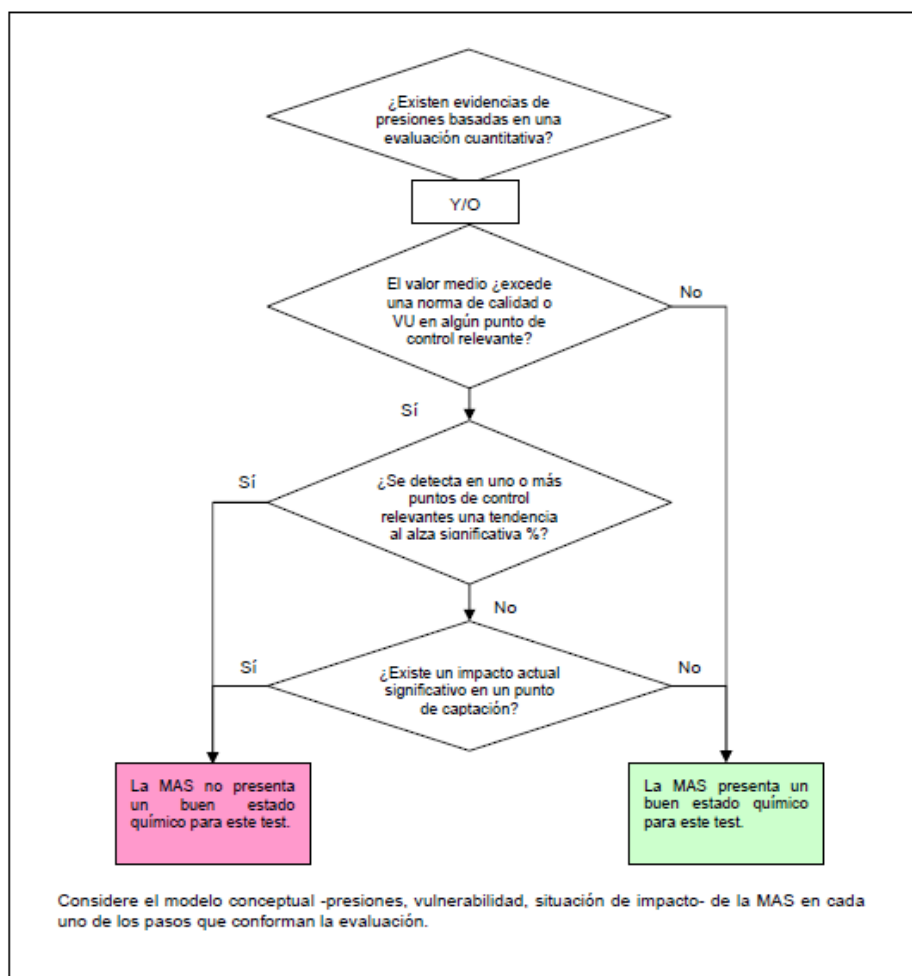 ¿Existen evidencias de
presiones basadas en una
evaluación cuantitativa?
Y/O
El valor medio ¿excede
una norma de calidad o
VU en algún punto de
control relevante?
No
Sí
Sí
¿Se detecta en uno o más
puntos de control
relevantes una tendencia
al alza significativa %?
No
Sí
¿Existe un impacto actual
significativo en un punto
de captación?
No
La MAS no presenta
un buen estado
químico para este test.
La MAS presenta un
buen estado químico
para este test.
Considere el modelo conceptual -presiones, vulnerabilidad, situación de impacto- de la MAS en cada
uno de los pasos que conforman la evaluación.